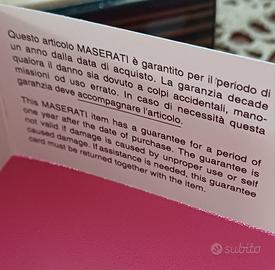 Questo articolo MASERATI è garantito per il periodo di
un anno dalla data di acquisto. La garanzia decade
qualora il danno sia dovuto a colpi accidentali, mano-
missioni od uso errato. In caso di necessità questa
garanzia deve accompagnare l'articolo.
This MASERATI item has a guarantee for a period of
one year after the date of purchase. The guarantee is
not valid if damage is caused by unproper use or self
caused damage. If assistance is needed, this guarantee
card must be returned together with the item.
subito